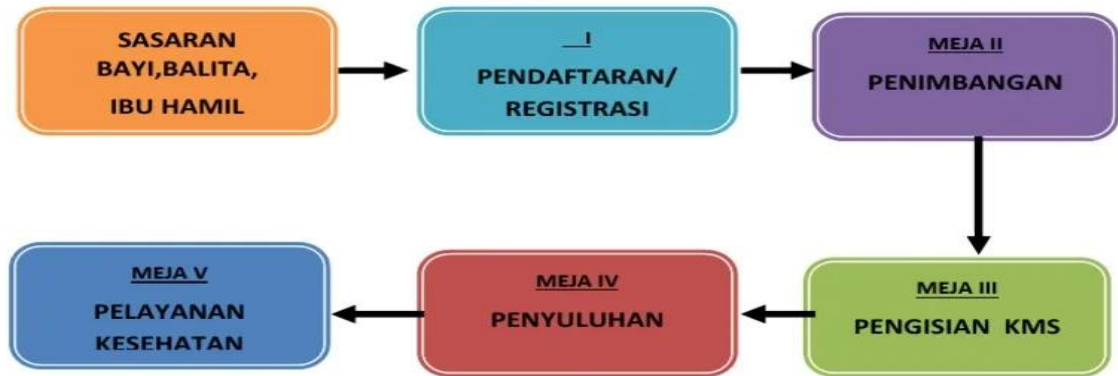 SASARAN
BAYI,BALITA,
IBU HAMIL
I
PENDAFTARAN/
REGISTRASI
MEJA II
PENIMBANGAN
MEJA III
PENGISIAN KMS
MEJA IV
PENYULUHAN
MEJA V
PELAYANAN
KESEHATAN